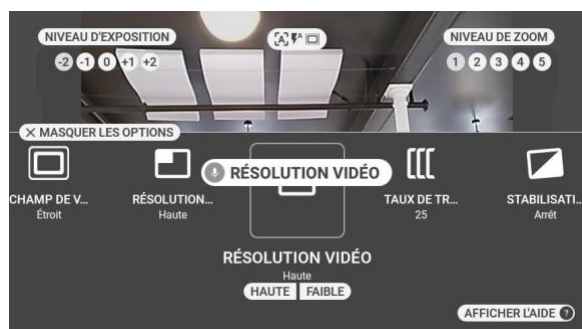 NIVEAU D'EXPOSITION
-2 -1 0 +1 +2
A
NIVEAU DE ZOOM
1 2 3 4 5
MASQUER LES OPTIONS
CHAMP DE V...
Étroit
RÉSOLUTION...
Haute
RÉSOLUTION VIDÉO
TAUX DE TR...
25
STABILISATI...
Arrêt
RÉSOLUTION VIDÉO
Haute
HAUTE FAIBLE
AFFICHER L'AIDE ?